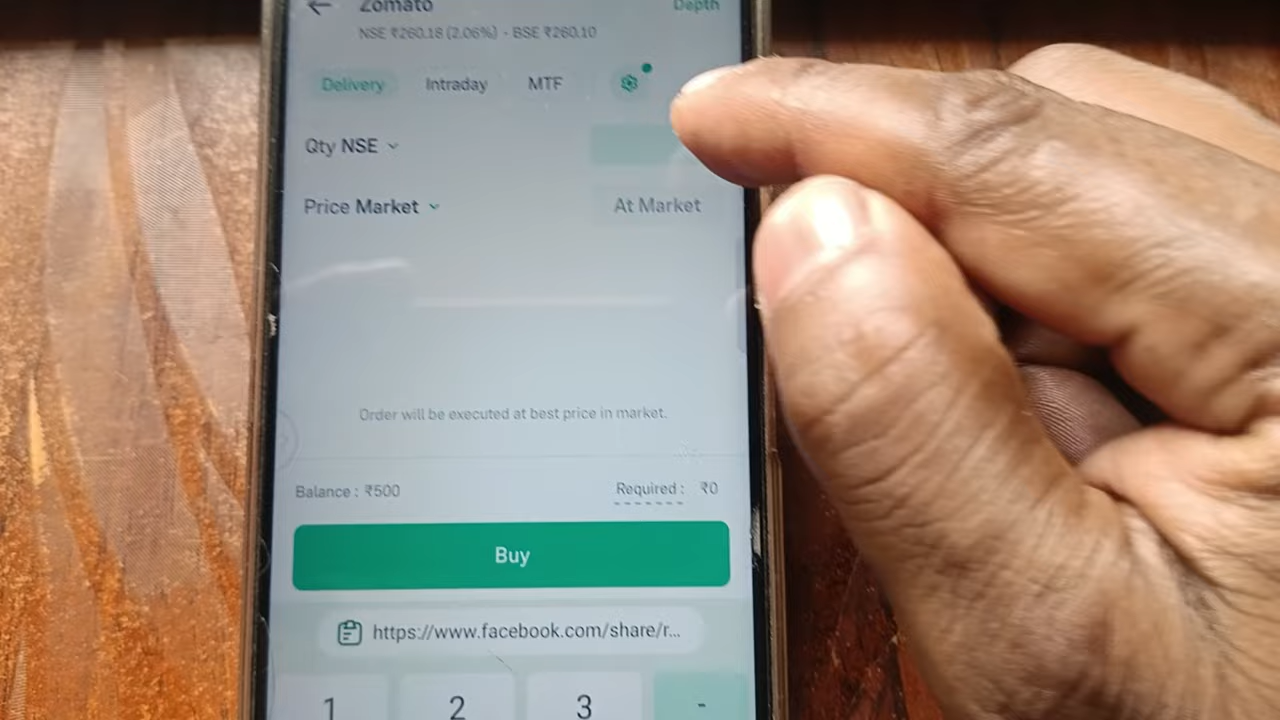 Zomato
Depth
NSE ₹260.18 (2.06%) - BSE ₹260.10
Delivery Intraday MTF
Qty NSE
Price Market At Market
Order will be executed at best price in market.
Balance : ₹500 Required : ₹0
Buy
https://www.facebook.com/share/r...
1 2 3 -